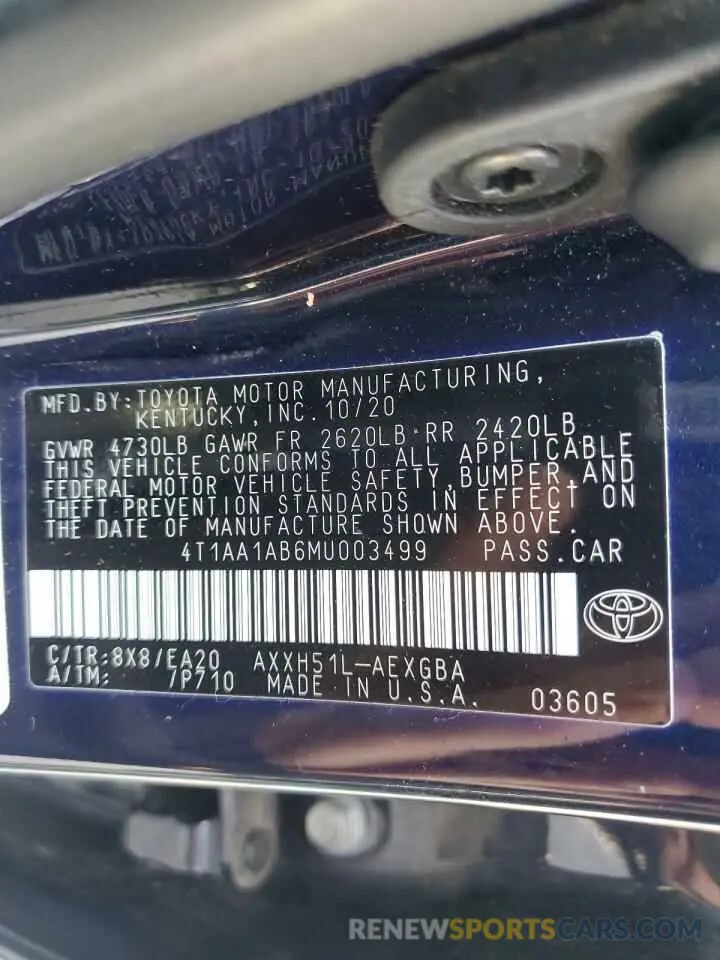 MFD.BY:TOYOTA MOTOR MANUFACTURING,
KENTUCKY,INC.10/20
GVWR 4730LB GAWR FR 2620LB RR 2420LB
THIS VEHICLE CONFORMS TO ALL APPLICABLE
FEDERAL MOTOR VEHICLE SAFETY,BUMPER,AND
THEFT PREVENTION STANDARDS IN EFFECT ON
THE DATE OF MANUFACTURE SHOWN ABOVE.
4T1AA1AB6MU003499 PASS.CAR
C/TR:8X8/EA20 AXXH51L-AEXGBA
A/TM: /P710 MADE IN U.S.A. 03605
RENEWSPORTSCARS.COM